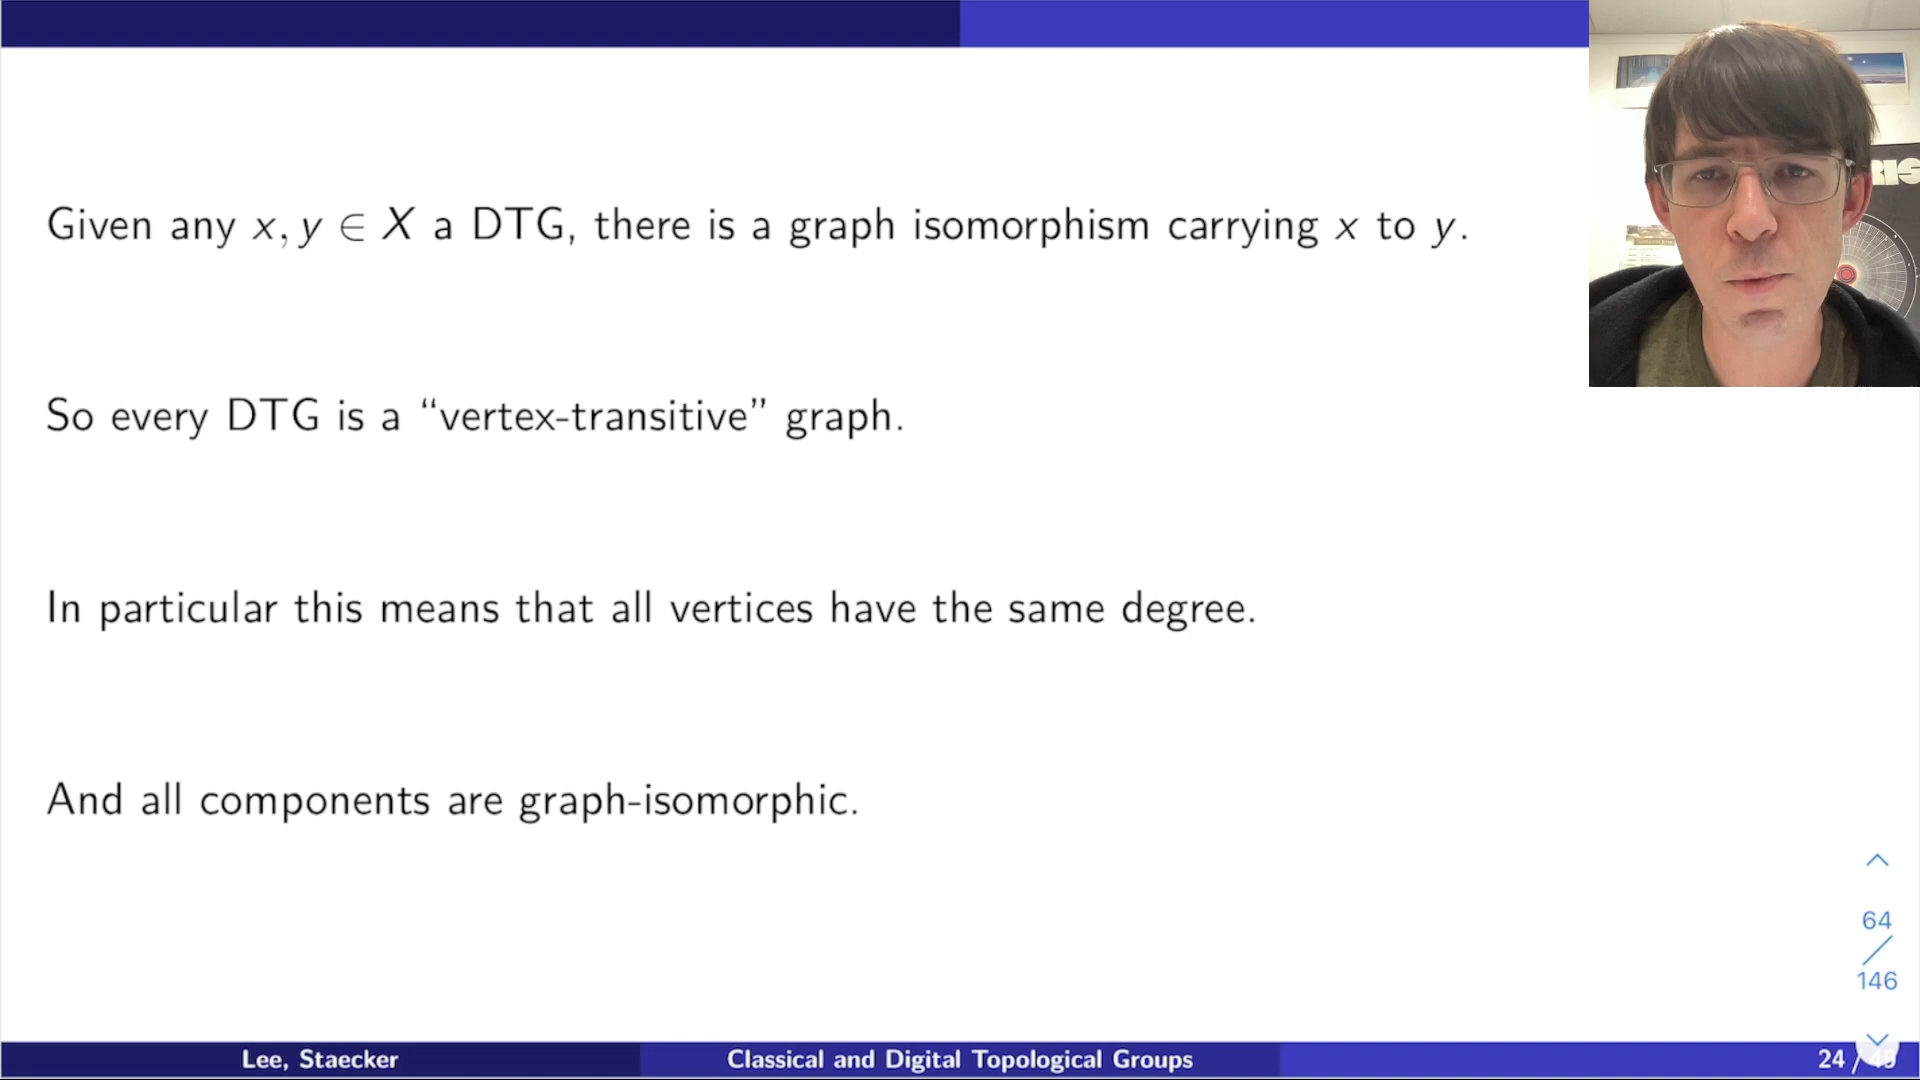 Given any x, y ∈ X a DTG, there is a graph isomorphism carrying x to y.
So every DTG is a “vertex-transitive” graph.
In particular this means that all vertices have the same degree.
And all components are graph-isomorphic.
64
/
146
Lee, Staecker
Classical and Digital Topological Groups
24 /